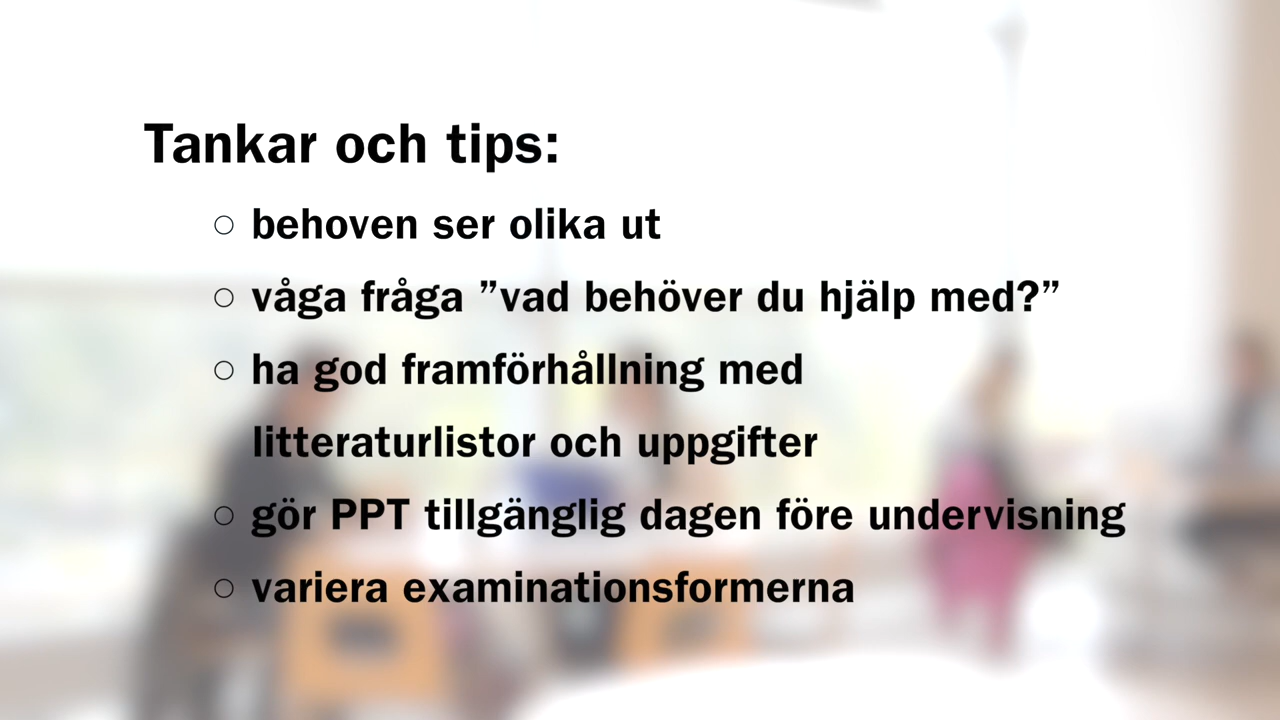 Tankar och tips:
○ behoven ser olika ut
○ våga fråga ”vad behöver du hjälp med?”
○ ha god framförhållning med
litteraturlistor och uppgifter
○ gör PPT tillgänglig dagen före undervisning
○ variera examinationsformerna